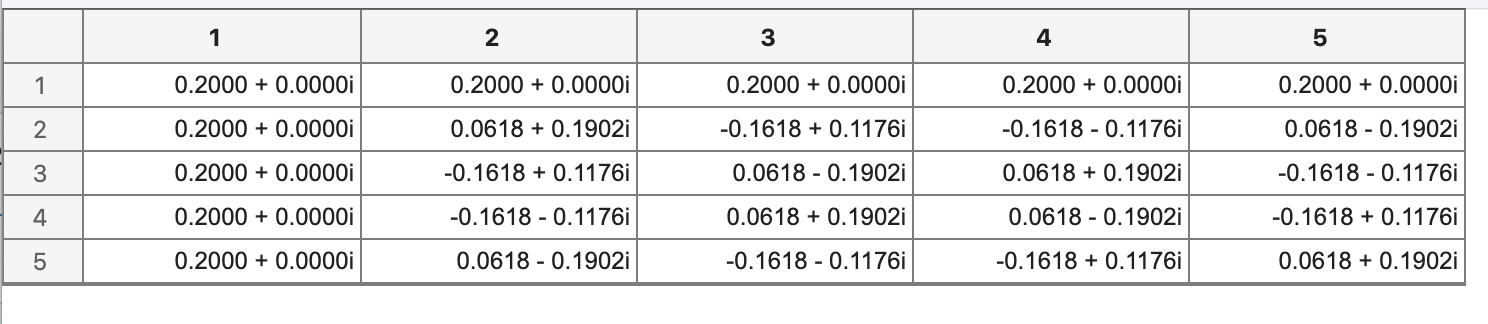 1 2 3 4 5
1 0.2000 + 0.0000i 0.2000 + 0.0000i 0.2000 + 0.0000i 0.2000 + 0.0000i 0.2000 + 0.0000i
2 0.2000 + 0.0000i 0.0618 + 0.1902i -0.1618 + 0.1176i -0.1618 - 0.1176i 0.0618 - 0.1902i
3 0.2000 + 0.0000i -0.1618 + 0.1176i 0.0618 - 0.1902i 0.0618 + 0.1902i -0.1618 - 0.1176i
4 0.2000 + 0.0000i -0.1618 - 0.1176i 0.0618 + 0.1902i 0.0618 - 0.1902i -0.1618 + 0.1176i
5 0.2000 + 0.0000i 0.0618 - 0.1902i -0.1618 - 0.1176i -0.1618 + 0.1176i 0.0618 + 0.1902i